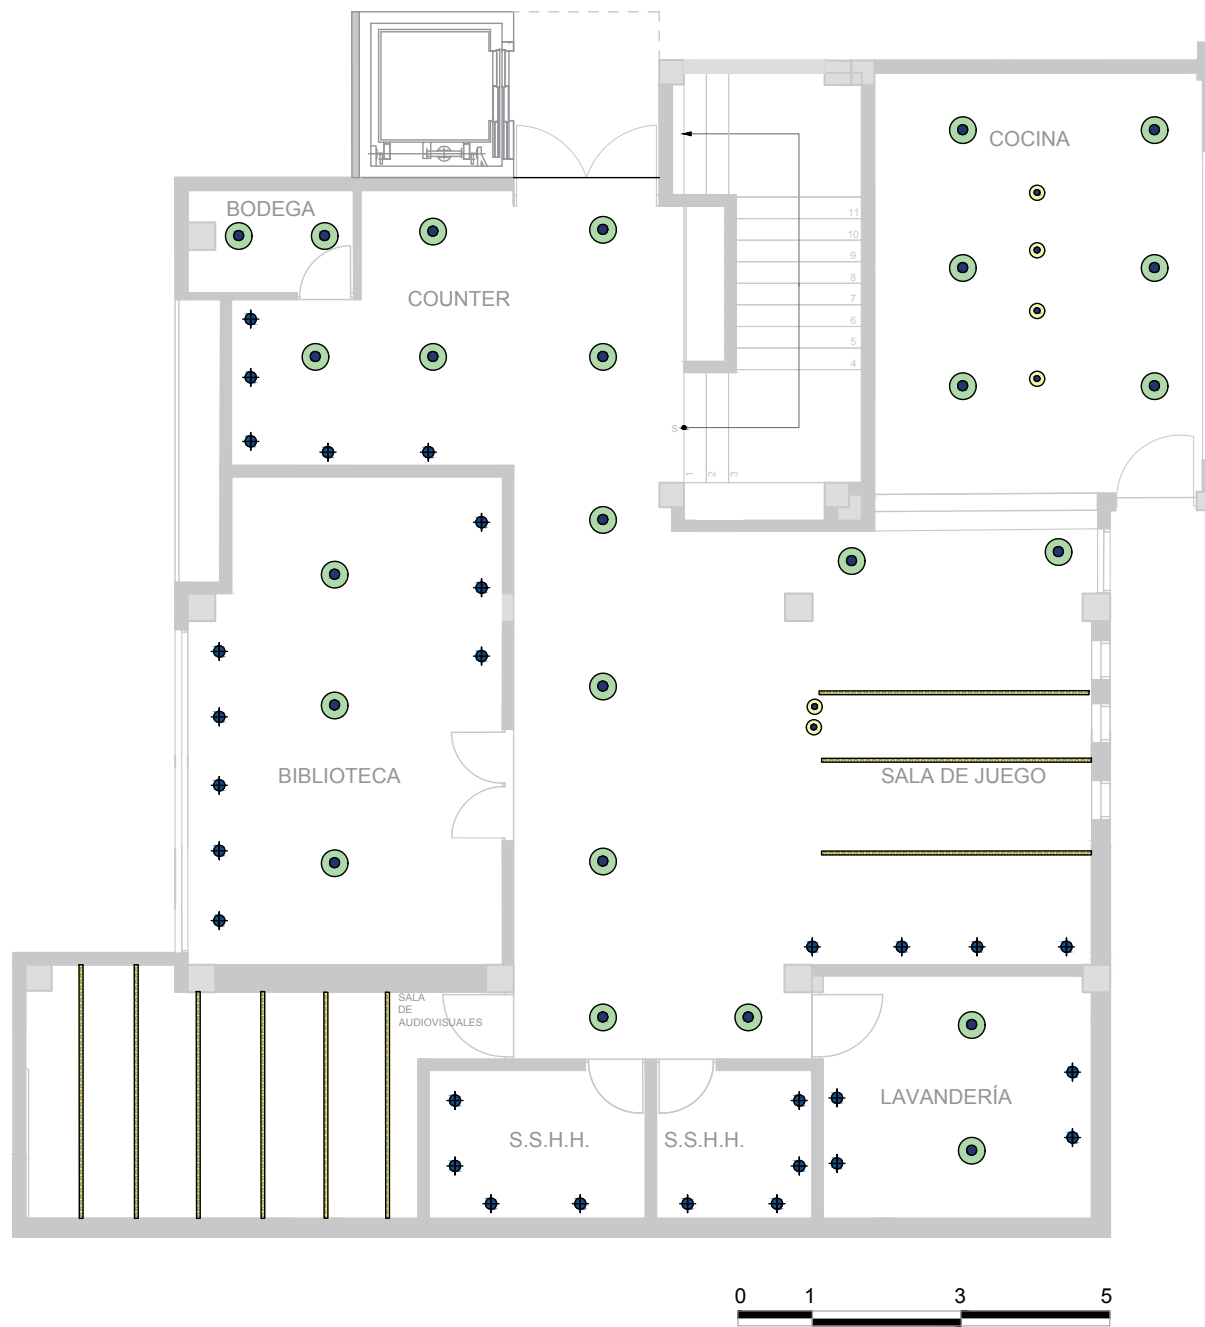 COCINA
BODEGA
11
10
9
8
7
6
5
4
COUNTER
S
1
2
3
BIBLIOTECA
SALA DE JUEGO
SALA
DE
AUDIOVISUALES
LAVANDERÍA
S.S.H.H.
S.S.H.H.
0 1 3 5